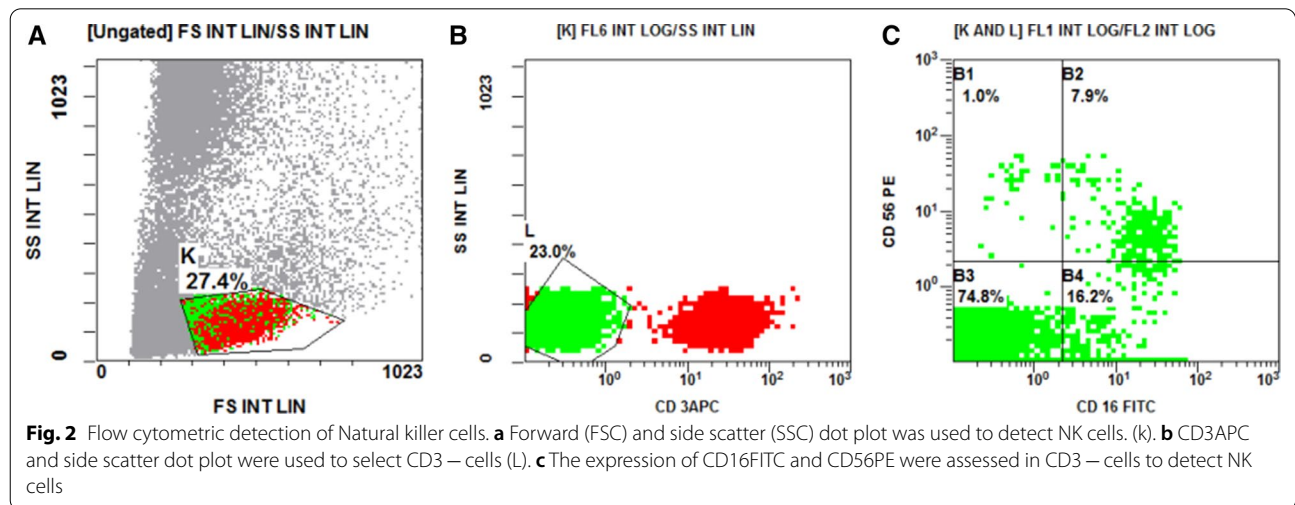 A
[Ungated] FS INT LIN/SS INT LIN
SS INT LIN
1023
0
K
27.4%
0
1023
FS INT LIN
B
[K] FL6 INT LOG/SS INT LIN
SS INT LIN
1023
0
L
23.0%
10⁰
10¹
10²
10³
CD 3APC
C
[K AND L] FL1 INT LOG/FL2 INT LOG
CD 56 PE
10³
10²
10¹
10⁰
B1
1.0%
B2
7.9%
B3
74.8%
B4
16.2%
10⁰
10¹
10²
10³
CD 16 FITC
Fig. 2 Flow cytometric detection of Natural killer cells. a Forward (FSC) and side scatter (SSC) dot plot was used to detect NK cells. (k). b CD3APC
and side scatter dot plot were used to select CD3 − cells (L). c The expression of CD16FITC and CD56PE were assessed in CD3 − cells to detect NK
cells